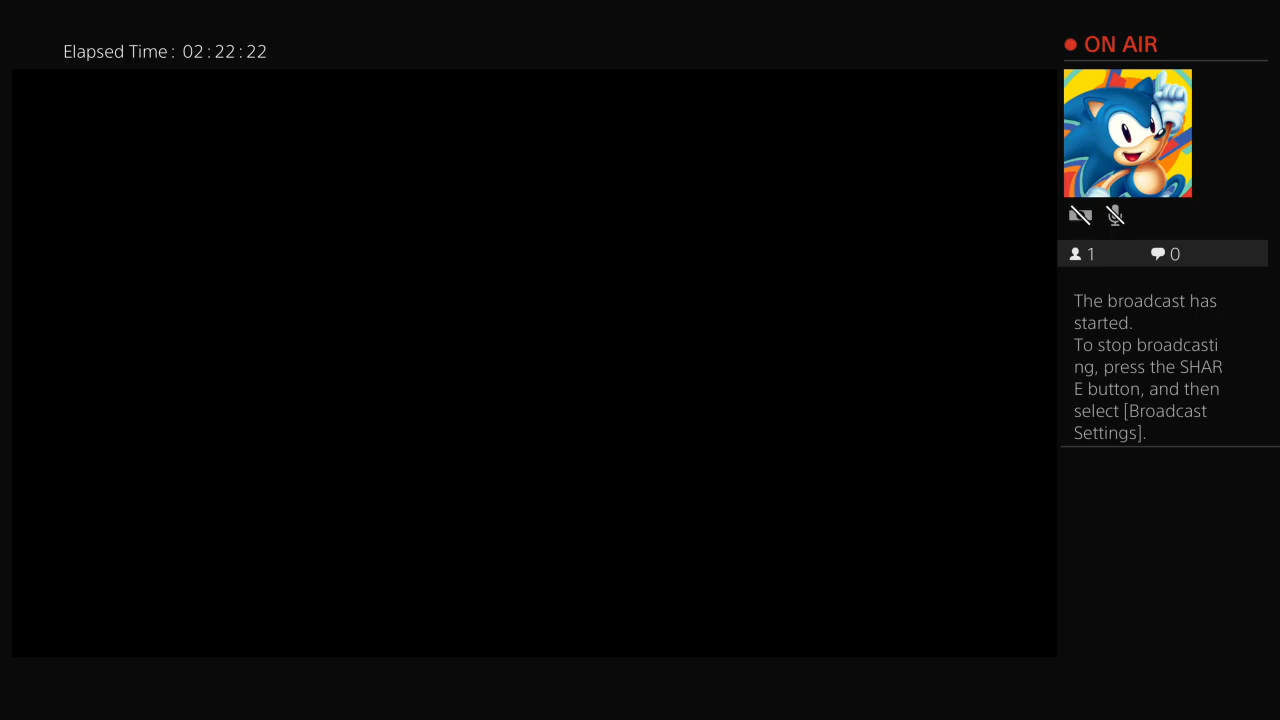 Elapsed Time: 02:22:22
ON AIR
1
0
The broadcast has
started.
To stop broadcasti
ng, press the SHAR
E button, and then
select [Broadcast
Settings].